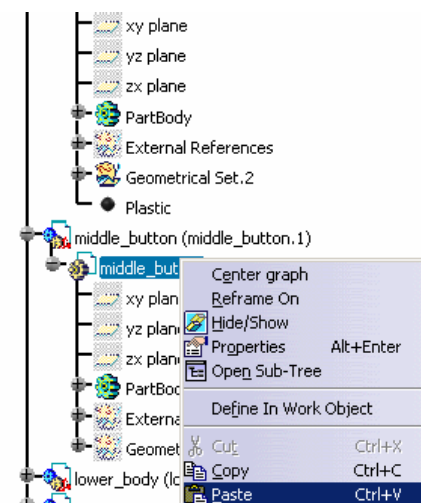 xy plane
yz plane
zx plane
PartBody
External References
Geometrical Set.2
Plastic
middle_button (middle_button.1)
middle_but
Center graph
xy plan
Reframe On
Hide/Show
yz plan
Properties Alt+Enter
zx plan
Open Sub-Tree
PartBod
Define In Work Object
Externa
Geomet
Cut Ctrl+X
Copy Ctrl+C
lower_body (lo
Paste Ctrl+V